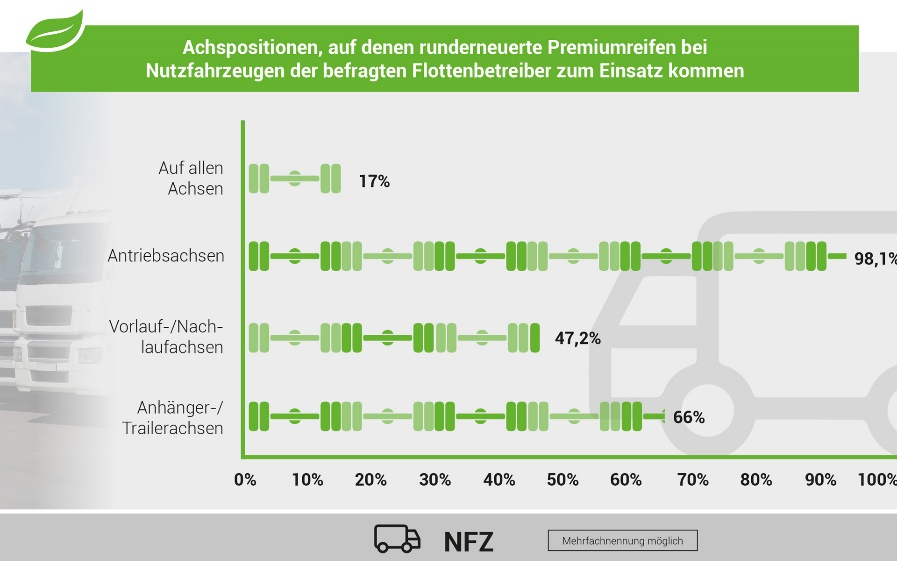 Achspositionen, auf denen runderneuerte Premiumreifen bei
Nutzfahrzeugen der befragten Flottenbetreiber zum Einsatz kommen
Auf allen
Achsen
17%
Antriebsachsen
98,1%
Vorlauf-/Nach-
laufachsen
47,2%
Anhänger-/
Trailerachsen
66%
0% 10% 20% 30% 40% 50% 60% 70% 80% 90% 100%
NFZ
Mehrfachnennung möglich